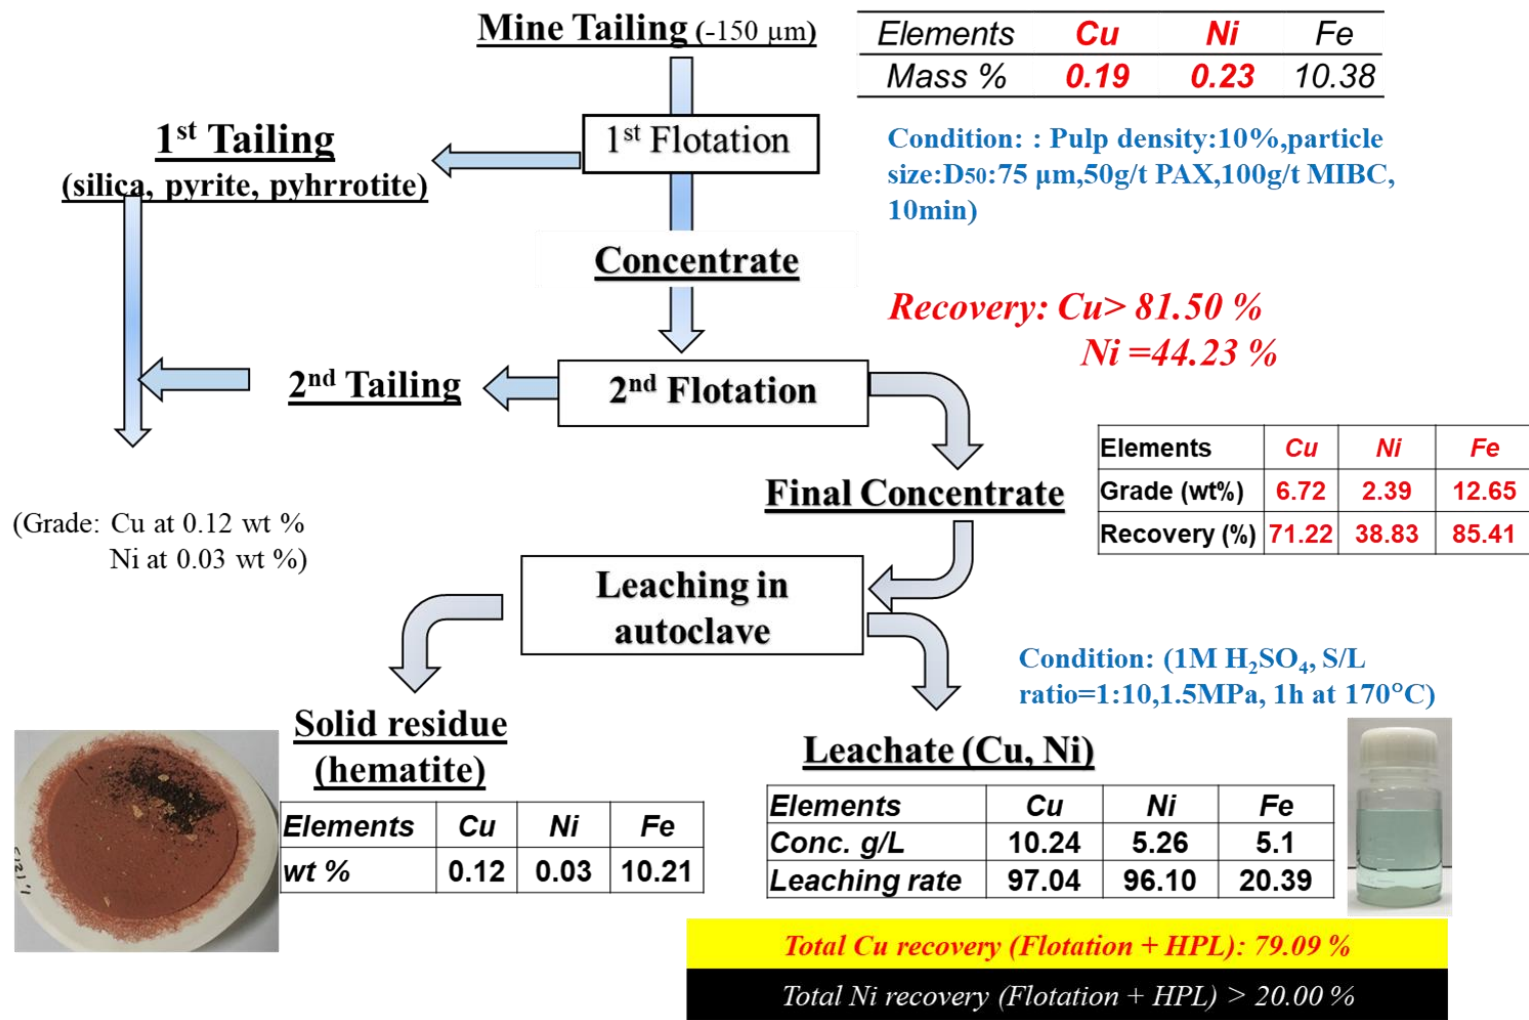 Mine Tailing (-150 µm)
Elements Cu Ni Fe
Mass % 0.19 0.23 10.38
1st Flotation
1st Tailing
(silica, pyrite, pyhrrotite)
Condition: : Pulp density:10%,particle
size:D50:75 µm,50g/t PAX,100g/t MIBC,
10min)
Concentrate
Recovery: Cu> 81.50 %
Ni =44.23 %
2nd Tailing
2nd Flotation
Elements Cu Ni Fe
Grade (wt%) 6.72 2.39 12.65
Recovery (%) 71.22 38.83 85.41
Final Concentrate
(Grade: Cu at 0.12 wt %
Ni at 0.03 wt %)
Leaching in
autoclave
Condition: (1M H2SO4, S/L
ratio=1:10,1.5MPa, 1h at 170°C)
Solid residue
(hematite)
Elements Cu Ni Fe
wt % 0.12 0.03 10.21
Leachate (Cu, Ni)
Elements Cu Ni Fe
Conc. g/L 10.24 5.26 5.1
Leaching rate 97.04 96.10 20.39
Total Cu recovery (Flotation + HPL): 79.09 %
Total Ni recovery (Flotation + HPL) > 20.00 %